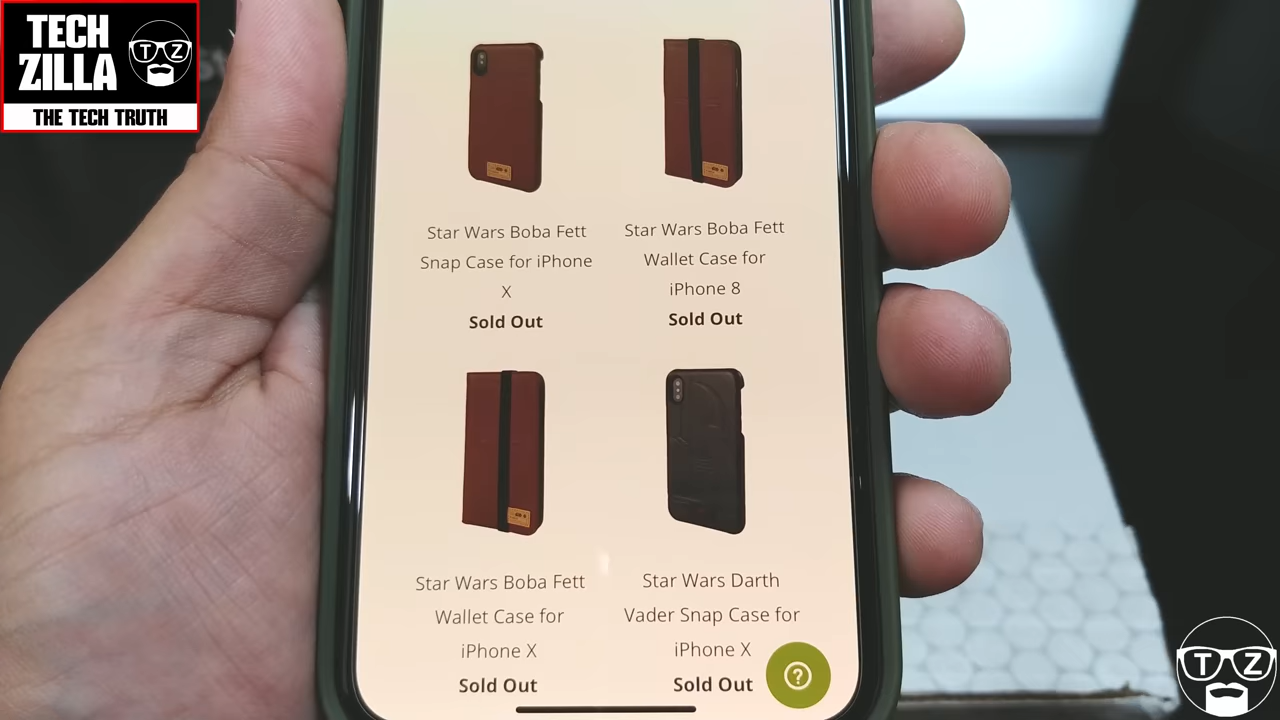 TECH
ZILLA
TZ
THE TECH TRUTH
Star Wars Boba Fett
Snap Case for iPhone
X
Sold Out
Star Wars Boba Fett
Wallet Case for
iPhone 8
Sold Out
Star Wars Boba Fett
Wallet Case for
iPhone X
Sold Out
Star Wars Darth
Vader Snap Case for
iPhone X
Sold Out
?
TZ